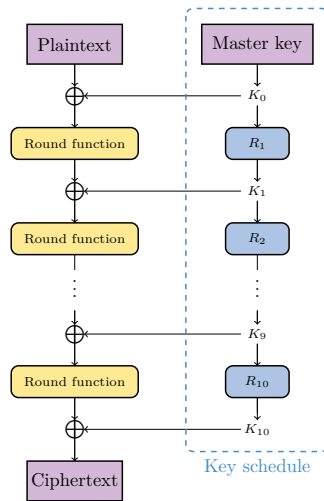 Plaintext
Master key
K₀
Round function
R₁
K₁
Round function
R₂
K₉
Round function
R₁₀
K₁₀
Ciphertext
Key schedule